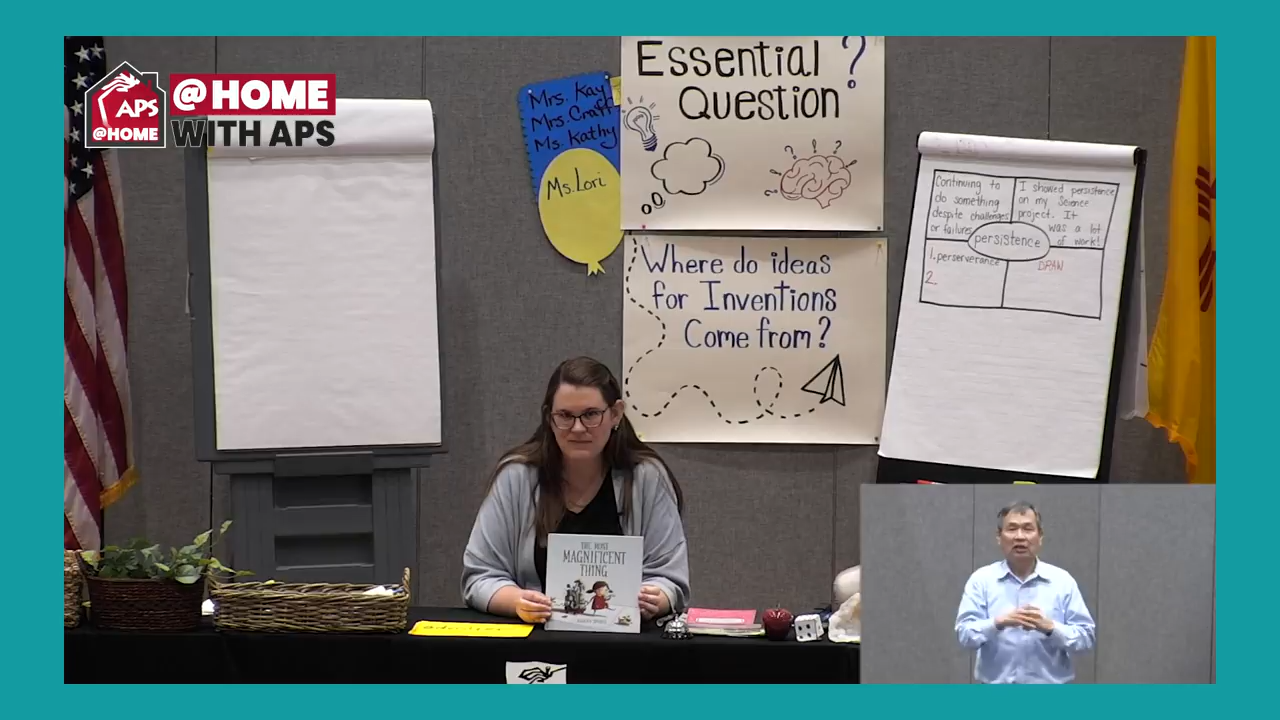 APS
@HOME
@HOME
WITH APS
Mrs. Kay
Mrs. Craft
Ms. Kathy
Ms. Lori
Essential ?
Question
Where do ideas
for Inventions
Come from?
Continuing to
do something
despite challenges
or failures
I showed persistance
on my Science
project. It
was a lot
of work!
persistence
1. perserverance
2.
DRAW
THE MOST
MAGNIFICENT
THING